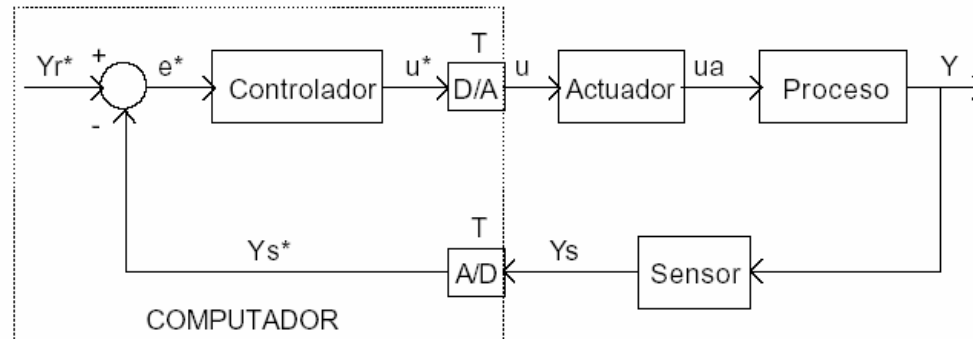 T
Yr*
+
e*
Controlador
u*
D/A
u
Actuador
ua
Proceso
Y
-
T
Ys*
A/D
Ys
Sensor
COMPUTADOR